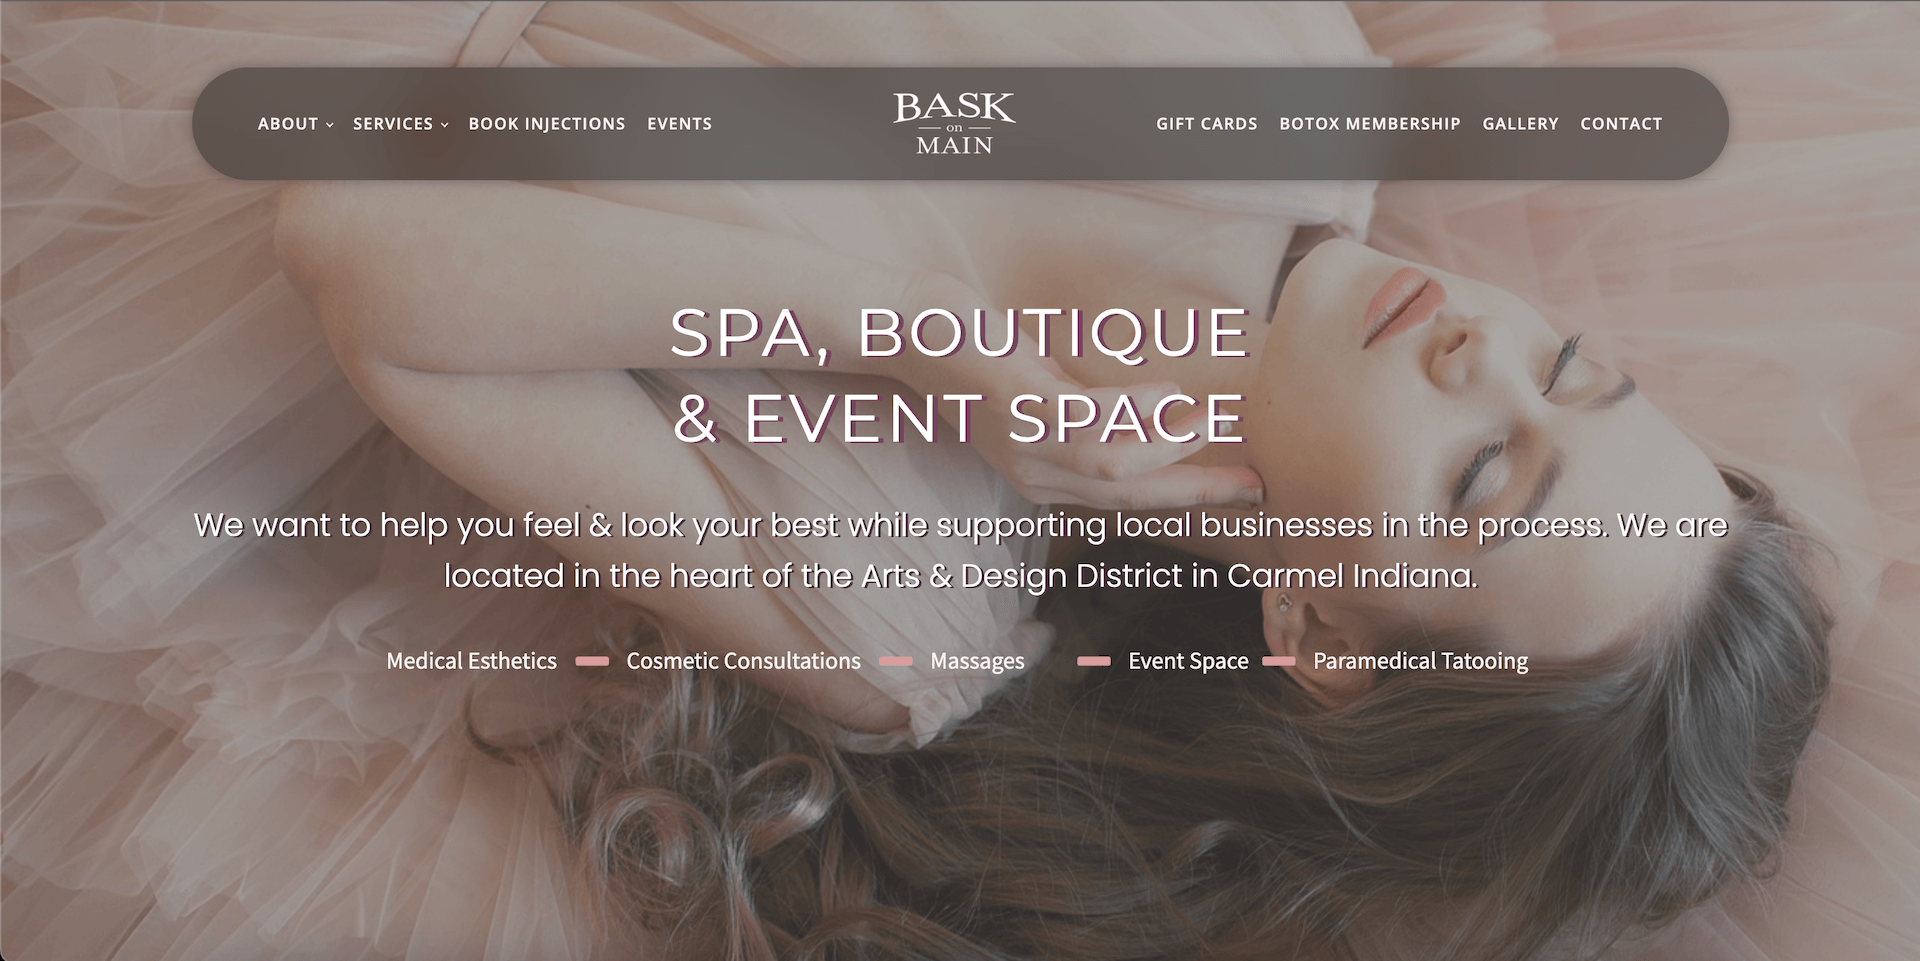 ABOUT SERVICES BOOK INJECTIONS EVENTS
BASK
on
MAIN
GIFT CARDS BOTOX MEMBERSHIP GALLERY CONTACT
SPA, BOUTIQUE
& EVENT SPACE
We want to help you feel & look your best while supporting local businesses in the process. We are
located in the heart of the Arts & Design District in Carmel Indiana.
Medical Esthetics Cosmetic Consultations Massages Event Space Paramedical Tatooing